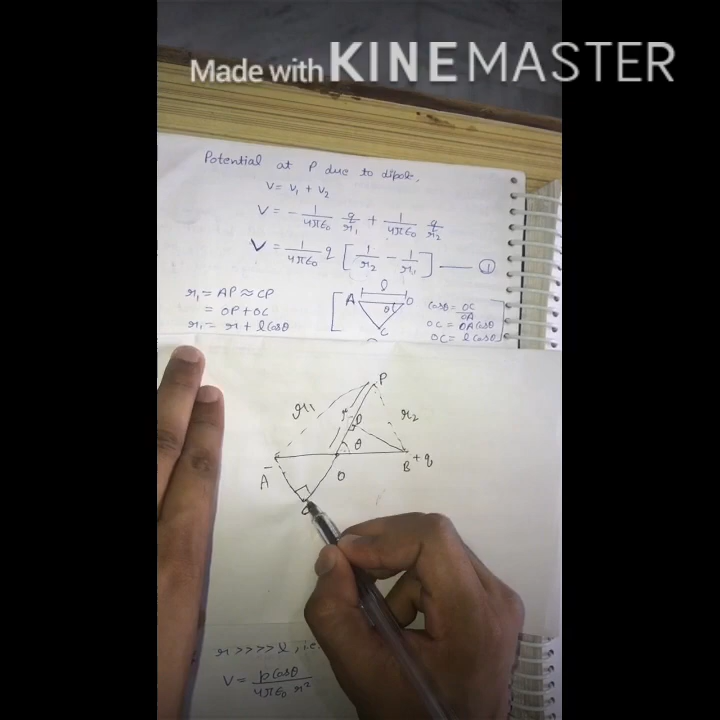 Made with KINEMASTER
Potential at P due to dipole,
V = V₁ + V₂
V = - 1/4πε₀ q/r₁ + 1/4πε₀ q/r₂
V = 1/4πε₀ q [ 1/r₂ - 1/r₁ ] —— ①
r₁ = AP ≈ CP
= OP + OC
r₁ = r + l Cosθ
l
A
O
θ
C
Cosθ = OC/OA
OC = OA Cosθ
OC = l Cosθ
P
r₁
r
r₂
D
θ
A
-
O
B +q
C
r >>>> l, i.e.
V = p Cosθ/4πε₀ r²